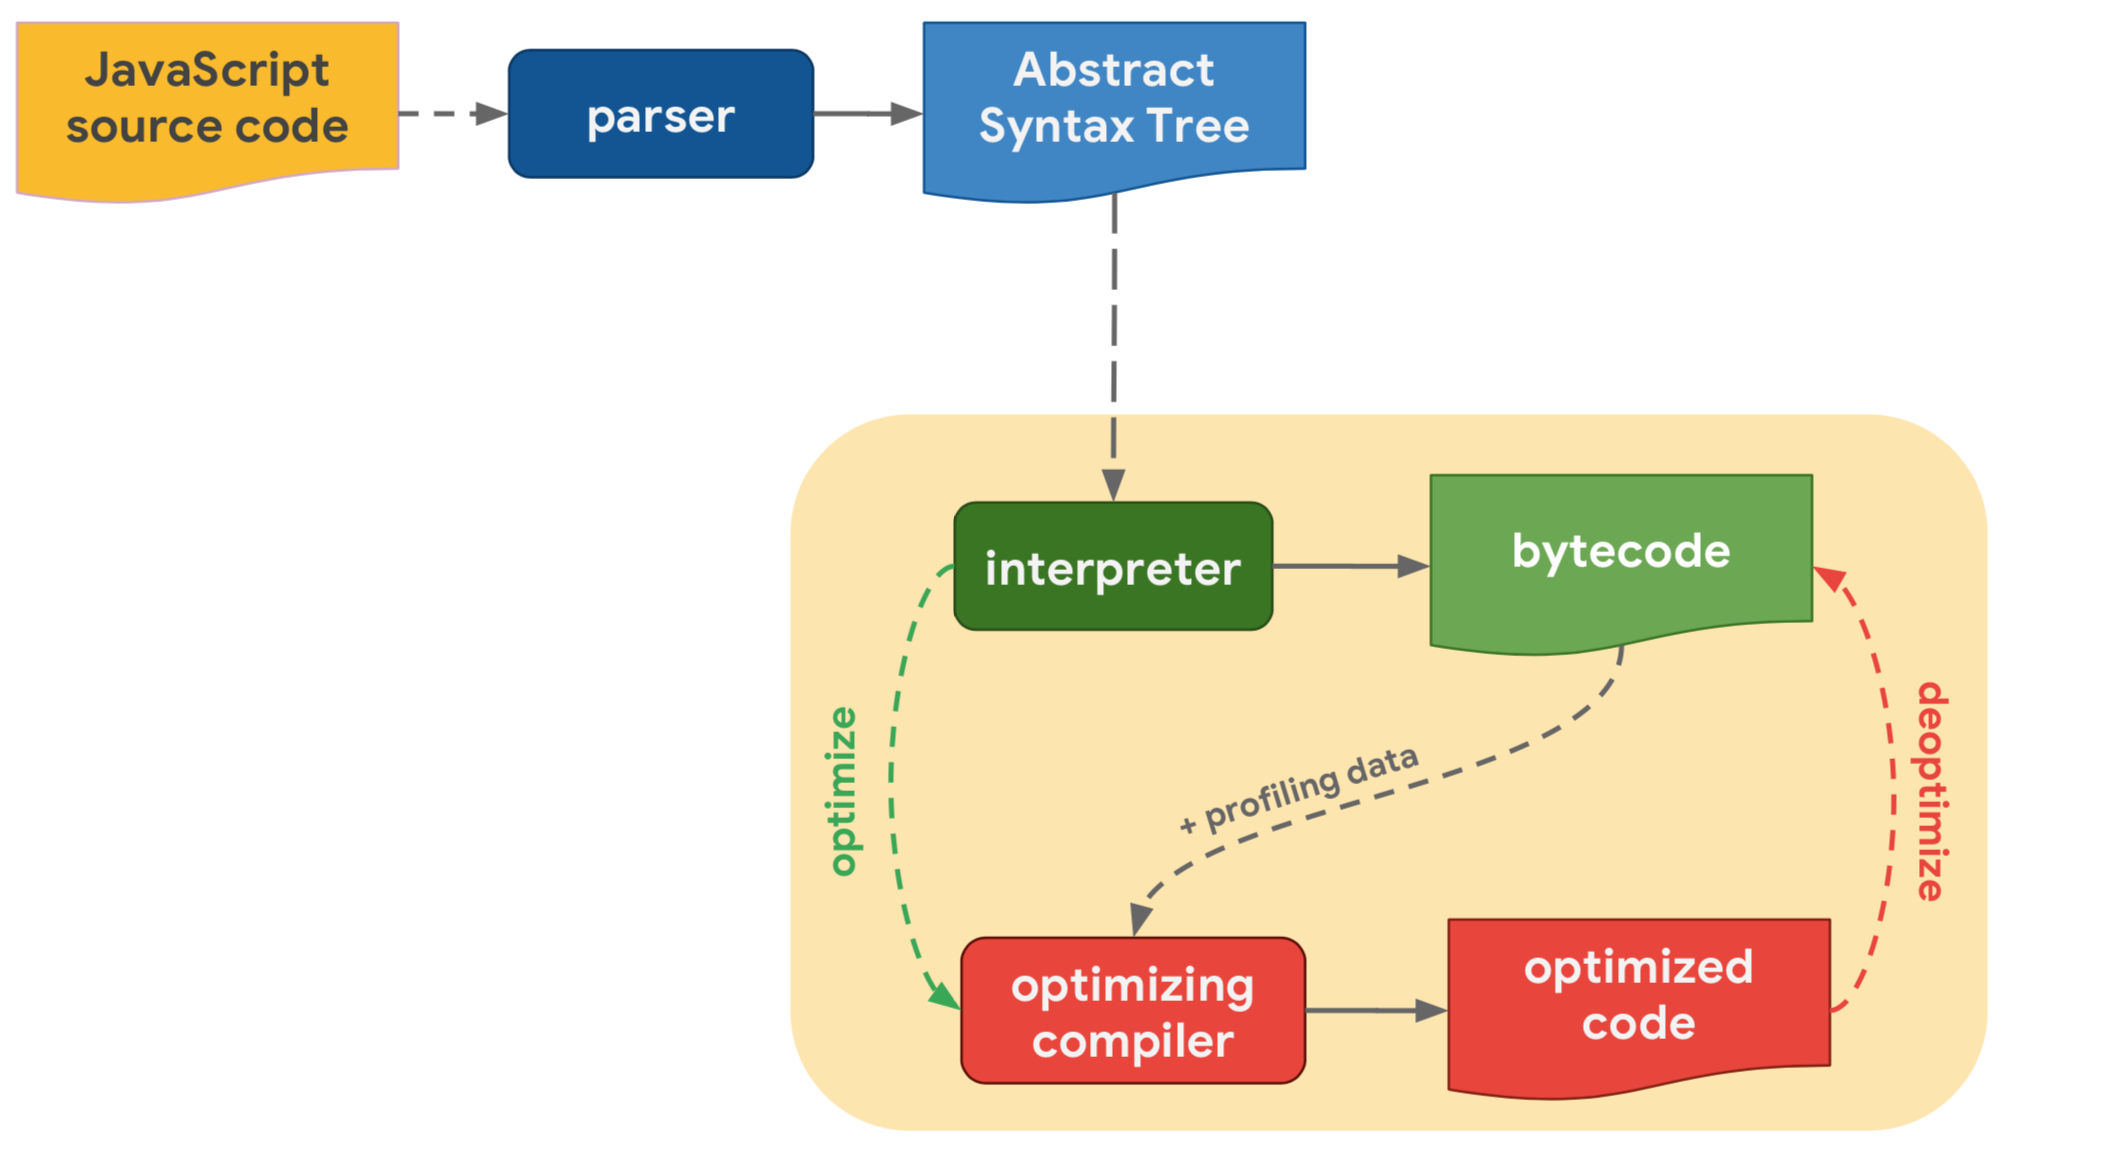 JavaScript
source code
parser
Abstract
Syntax Tree
interpreter
bytecode
optimize
+ profiling data
deoptimize
optimizing
compiler
optimized
code